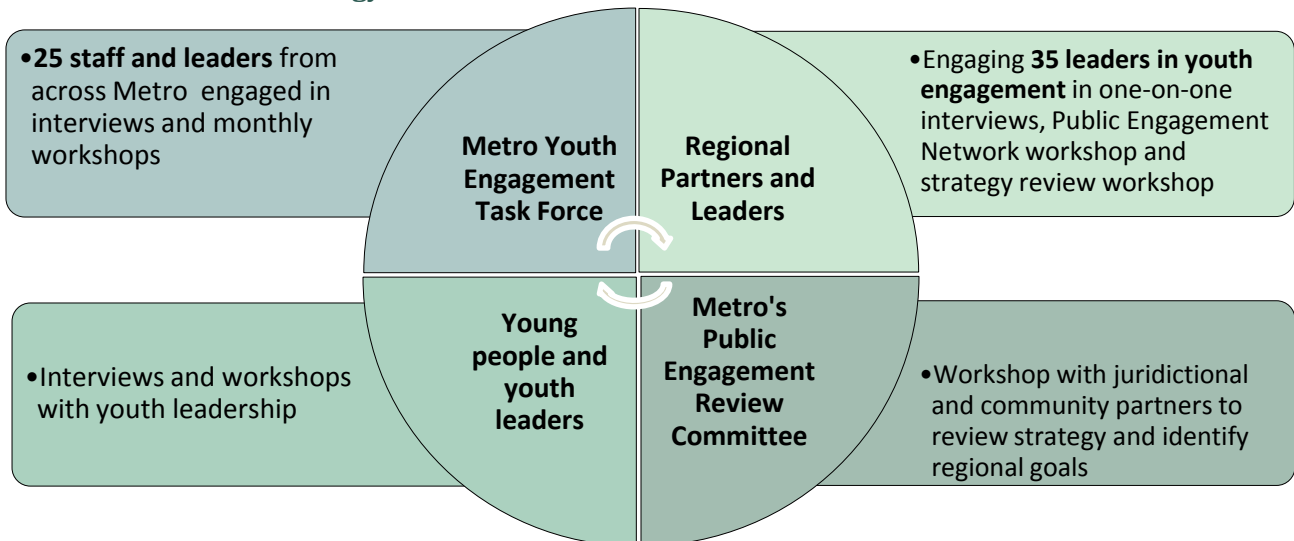 •25 staff and leaders from
across Metro engaged in
interviews and monthly
workshops
Metro Youth
Engagement
Task Force
Regional
Partners and
Leaders
•Engaging 35 leaders in youth
engagement in one-on-one
interviews, Public Engagement
Network workshop and
strategy review workshop
•Interviews and workshops
with youth leadership
Young
people and
youth
leaders
Metro's
Public
Engagement
Review
Committee
•Workshop with juridictional
and community partners to
review strategy and identify
regional goals